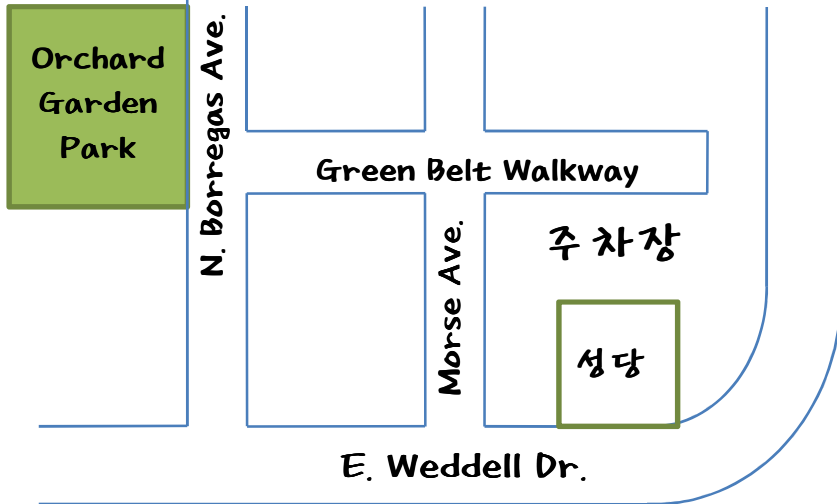 Orchard
Garden
Park
N. Borregas Ave.
Green Belt Walkway
Morse Ave.
주차장
성당
E. Weddell Dr.